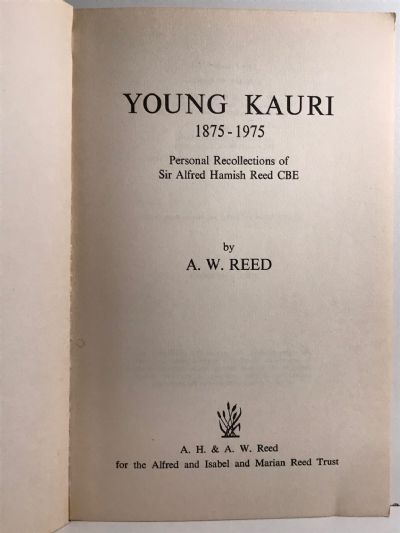 YOUNG KAURI
1875-1975
Personal Recollections of
Sir Alfred Hamish Reed CBE
by
A. W. REED
A. H. & A. W. Reed
for the Alfred and Isabel and Marian Reed Trust